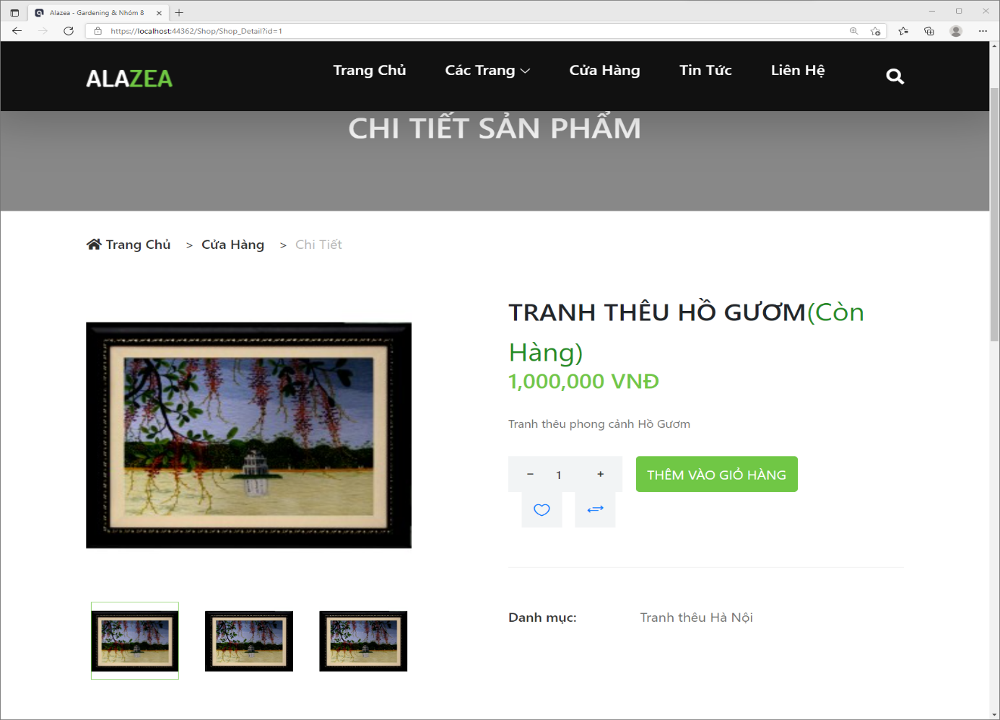 Alazea - Gardening & Nhóm 8
https://localhost:44362/Shop/Shop_Detail?id=1
ALAZEA
Trang Chủ
Các Trang
Cửa Hàng
Tin Tức
Liên Hệ
CHI TIẾT SẢN PHẨM
Trang Chủ > Cửa Hàng > Chi Tiết
TRANH THÊU HỒ GƯƠM(Còn
Hàng)
1,000,000 VNĐ
Tranh thêu phong cảnh Hồ Gươm
- 1 +
THÊM VÀO GIỎ HÀNG
Danh mục: Tranh thêu Hà Nội